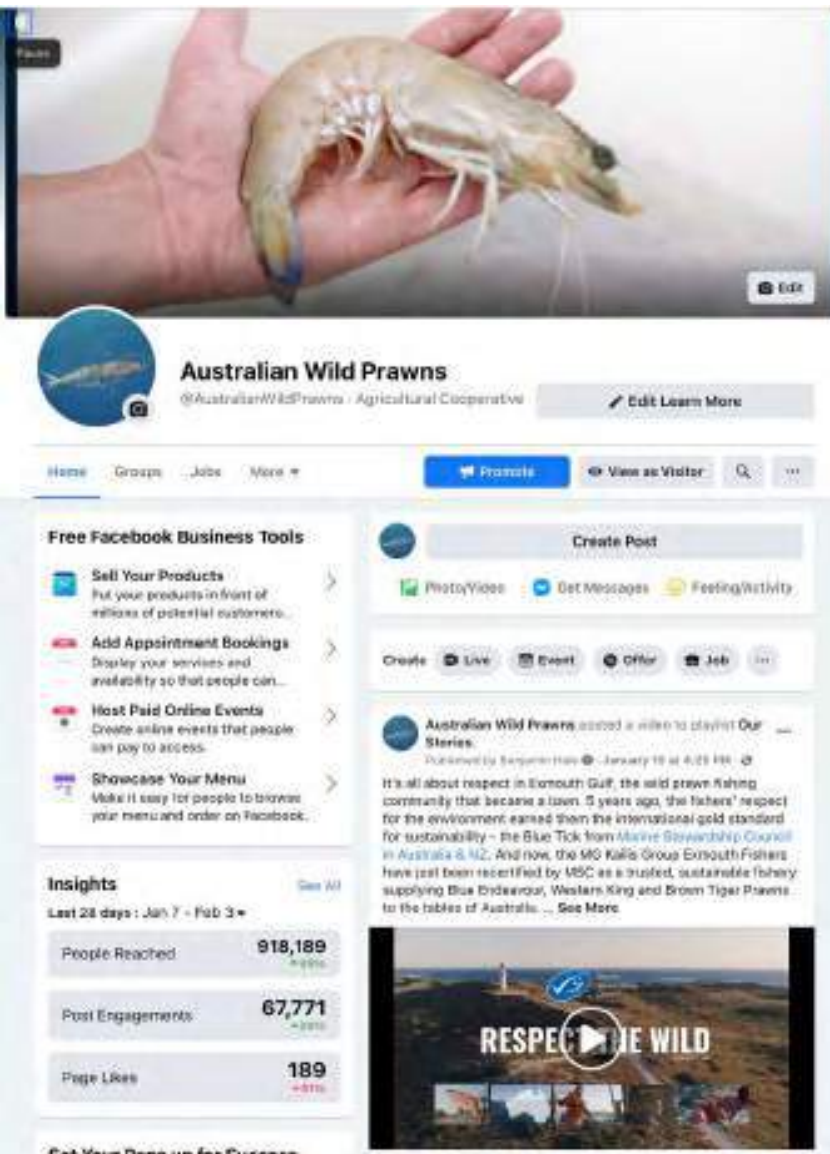 Pause
Edit
Australian Wild Prawns
@AustralianWildPrawns · Agricultural Cooperative
Edit Learn More
Home
Groups
Jobs
More
Promote
View as Visitor
Free Facebook Business Tools
Sell Your Products
Put your products in front of
millions of potential customers...
Add Appointment Bookings
Display your services and
availability so that people can...
Host Paid Online Events
Create online events that people
can pay to access.
Showcase Your Menu
Make it easy for people to browse
your menu and order on Facebook.
Insights
See All
Last 28 days : Jan 7 - Feb 3
People Reached
918,189
Post Engagements
67,771
Page Likes
189
Create Post
Photo/Video
Get Messages
Feeling/Activity
Create
Live
Event
Offer
Job
Australian Wild Prawns posted a video to playlist Our
Stories.
Published by Benjamin · January at 4:25 PM ·
It's all about respect in Exmouth Gulf, the wild prawn fishing
community that became a town. 5 years ago, the fishers' respect
for the environment earned them the international gold standard
for sustainability – the Blue Tick from Marine Stewardship Council
in Australia & NZ. And now, the MG Kailis Group Exmouth Fishers
have just been recertified by MSC as a trusted, sustainable fishery
supplying Blue Endeavour, Western King and Brown Tiger Prawns
to the tables of Australia. ... See More
RESPECT THE WILD
Set Your Page up for Success